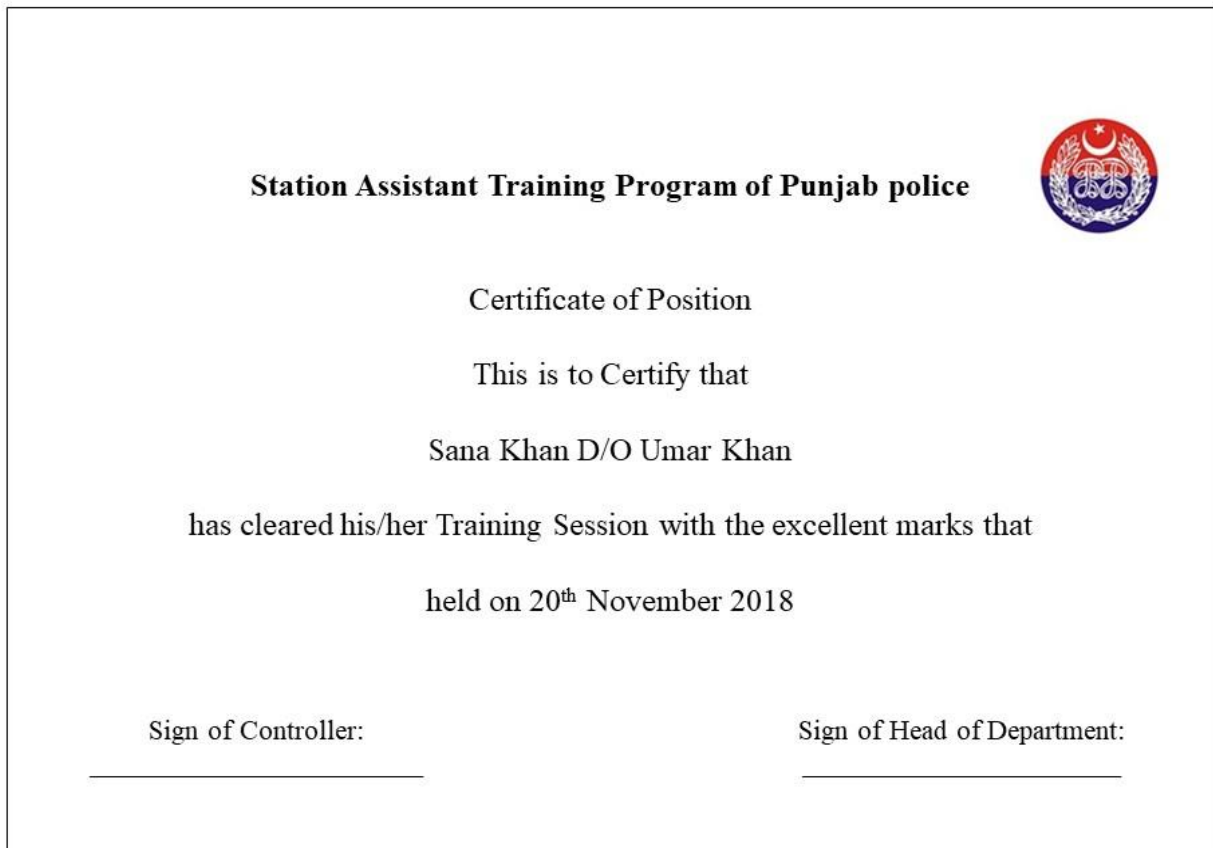 Station Assistant Training Program of Punjab police
PP
Certificate of Position
This is to Certify that
Sana Khan D/O Umar Khan
has cleared his/her Training Session with the excellent marks that
held on 20th November 2018
Sign of Controller:
Sign of Head of Department: